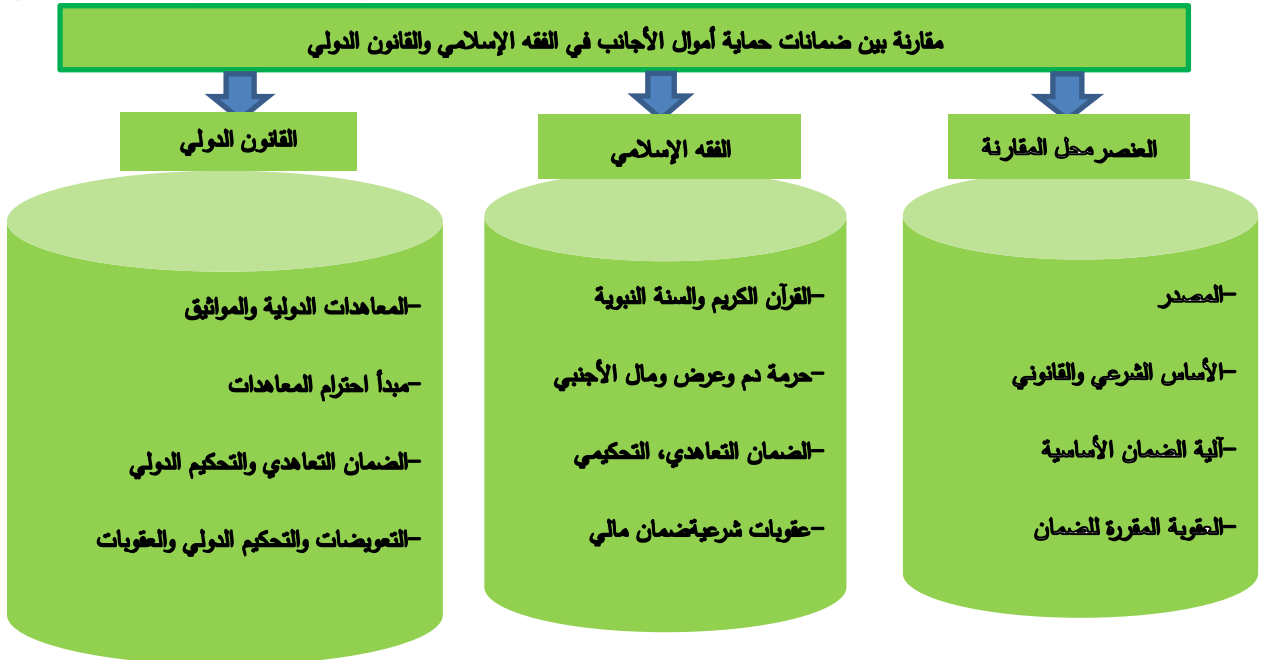 مقارنة بين ضمانات حماية أموال الأجانب في الفقه الإسلامي والقانون الدولي
العنصر محل المقارنة
-المصدر
-الأساس الشرعي والقانوني
-آلية الضمان الأساسية
-العقوبة المقررة للضمان
الفقه الإسلامي
-القرآن الكريم والسنة النبوية
-حرمة دم وعرض ومال الأجنبي
-الضمان التعاهدي، التحكيمي
-عقوبات شرعيةضمان مالي
القانون الدولي
-المعاهدات الدولية والمواثيق
-مبدأ احترام المعاهدات
-الضمان التعاهدي والتحكيم الدولي
-التعويضات والتحكيم الدولي والعقوبات